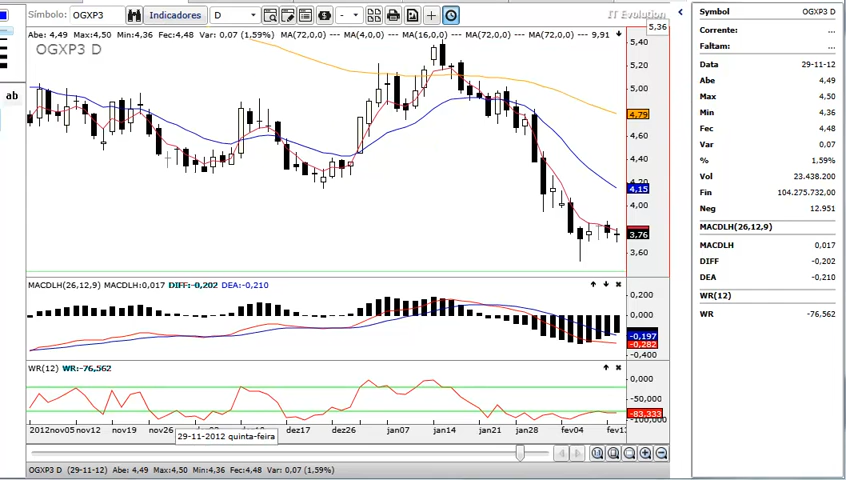 Símbolo: OGXP3 Indicadores D -
IT Evolution
Abe: 4,49 Max:4,50 Min:4,36 Fec:4,48 Var: 0,07 (1,59%) MA(72,0,0) --- MA(4,0,0) --- MA(16,0,0) --- MA(72,0,0) --- MA(72,0,0) --- 9,91
OGXP3 D
ab
5,36
5,40
5,20
5,00
4,79
4,60
4,40
4,20
4,15
4,00
3,76
3,60
MACDLH(26,12,9) MACDLH:0,017 DIFF:-0,202 DEA:-0,210
0,200
0,000
-0,197
-0,282
-0,400
WR(12) WR:-76,562
0,000
-50,000
-83,333
-100,000
2012nov05 nov12 nov19 nov26 dez17 dez26 jan07 jan14 jan21 jan28 fev04 fev1
29-11-2012 quinta-feira
OGXP3 D (29-11-12) Abe: 4,49 Max:4,50 Min:4,36 Fec:4,48 Var: 0,07 (1,59%)
Symbol OGXP3 D
Corrente: ...
Faltam: ...
Data 29-11-12
Abe 4,49
Max 4,50
Min 4,36
Fec 4,48
Var 0,07
% 1,59%
Vol 23.438.200
Fin 104.275.732,00
Neg 12.951
MACDLH(26,12,9)
MACDLH 0,017
DIFF -0,202
DEA -0,210
WR(12)
WR -76,562